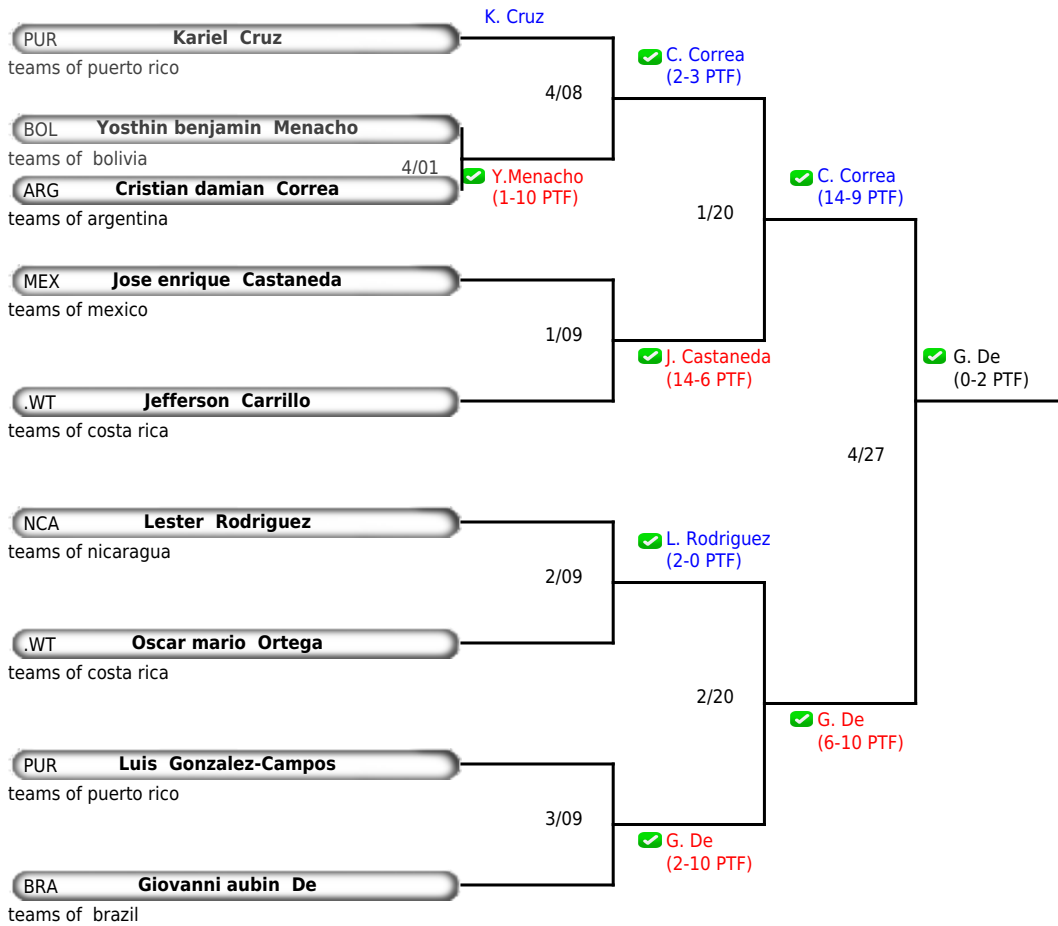 K. Cruz
PUR Kariel Cruz
teams of puerto rico
C. Correa
(2-3 PTF)
4/08
BOL Yosthin benjamin Menacho
teams of bolivia
4/01
Y.Menacho
(1-10 PTF)
C. Correa
(14-9 PTF)
ARG Cristian damian Correa
teams of argentina
1/20
MEX Jose enrique Castaneda
teams of mexico
1/09
J. Castaneda
(14-6 PTF)
G. De
(0-2 PTF)
.WT Jefferson Carrillo
teams of costa rica
4/27
NCA Lester Rodriguez
teams of nicaragua
L. Rodriguez
(2-0 PTF)
2/09
.WT Oscar mario Ortega
teams of costa rica
2/20
G. De
(6-10 PTF)
PUR Luis Gonzalez-Campos
teams of puerto rico
3/09
G. De
(2-10 PTF)
BRA Giovanni aubin De
teams of brazil